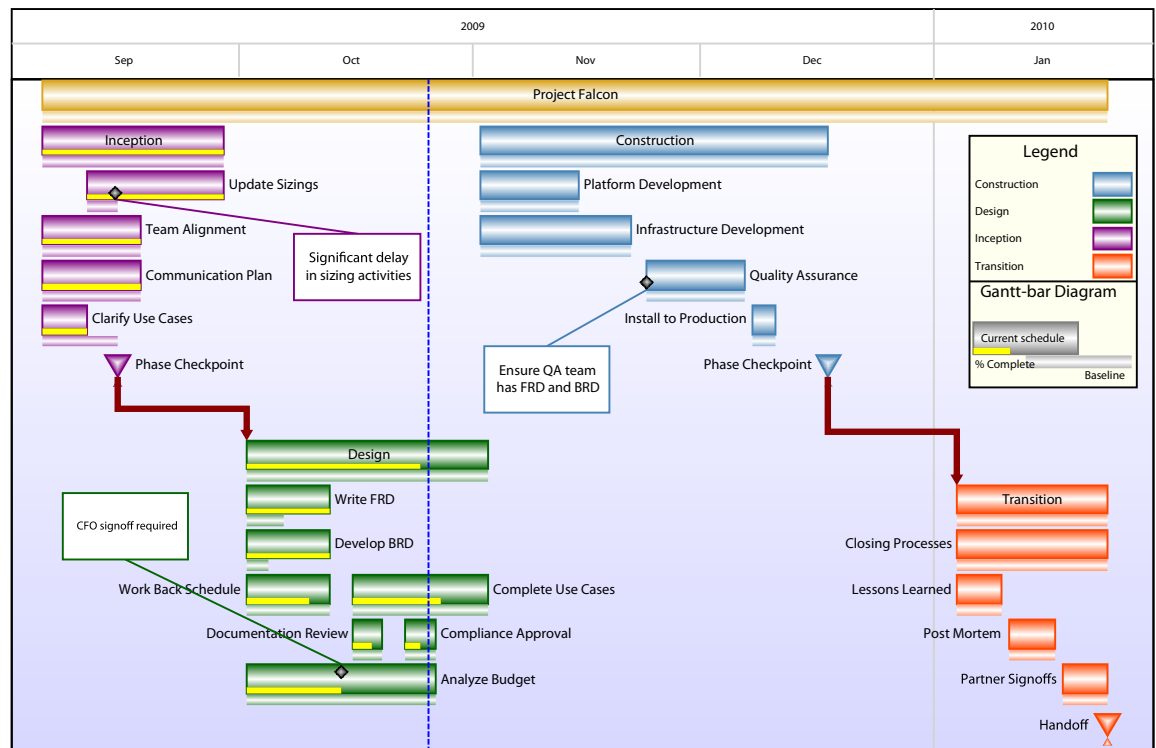 2009
2010
Sep
Oct
Nov
Dec
Jan
Project Falcon
Inception
Construction
Legend
Update Sizings
Platform Development
Construction
Design
Team Alignment
Infrastructure Development
Inception
Significant delay
in sizing activities
Transition
Communication Plan
Quality Assurance
Gantt-bar Diagram
Clarify Use Cases
Install to Production
Current schedule
% Complete
Baseline
Phase Checkpoint
Ensure QA team
has FRD and BRD
Phase Checkpoint
Design
Write FRD
Transition
CFO signoff required
Develop BRD
Closing Processes
Work Back Schedule
Complete Use Cases
Lessons Learned
Documentation Review
Compliance Approval
Post Mortem
Analyze Budget
Partner Signoffs
Handoff